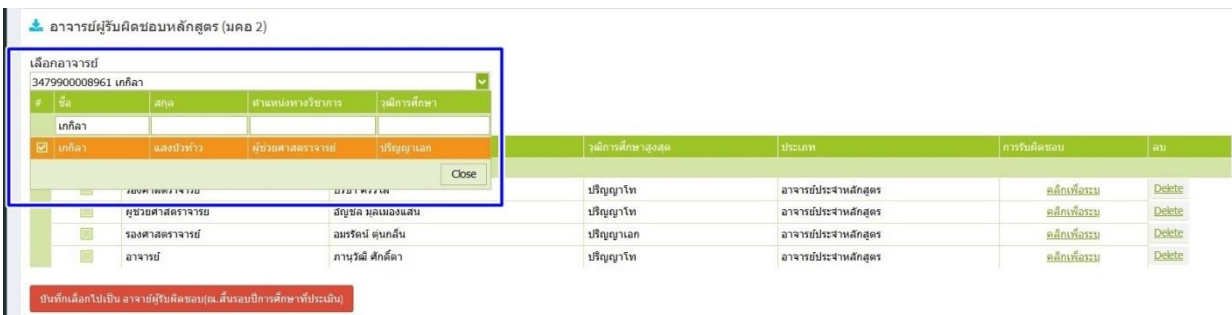 อาจารย์ผู้รับผิดชอบหลักสูตร (มคอ 2)
เลือกอาจารย์
3479900008961 เกกิลา
# ชื่อ สกุล ตำแหน่งทางวิชาการ วุฒิการศึกษา
เกกิลา
เกกิลา แสงบัวท้าว ผู้ช่วยศาสตราจารย์ ปริญญาเอก
Close
วุฒิการศึกษาสูงสุด ประเภท การรับผิดชอบ ลบ
รองศาสตราจารย์ ปริญญาโท อาจารย์ประจำหลักสูตร คลิกเพื่อระบุ Delete
ผู้ช่วยศาสตราจารย์ อัญชลี มุลเมืองแสน ปริญญาโท อาจารย์ประจำหลักสูตร คลิกเพื่อระบุ Delete
รองศาสตราจารย์ อมรรัตน์ ตุ่นกลิ่น ปริญญาเอก อาจารย์ประจำหลักสูตร คลิกเพื่อระบุ Delete
อาจารย์ ภานุวัฒิ ศักดิ์ดา ปริญญาโท อาจารย์ประจำหลักสูตร คลิกเพื่อระบุ Delete
บันทึกเลือกไปเป็น อาจารย์ผู้รับผิดชอบ(ณ.สิ้นรอบปีการศึกษาที่ประเมิน)